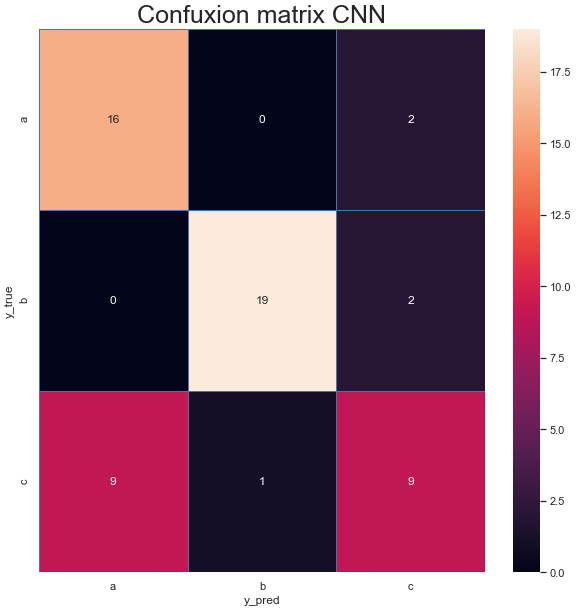 Confuxion matrix CNN
a
16
0
2
y_true
b
0
19
2
c
9
1
9
a
b
c
y_pred
17.5
15.0
12.5
10.0
7.5
5.0
2.5
0.0